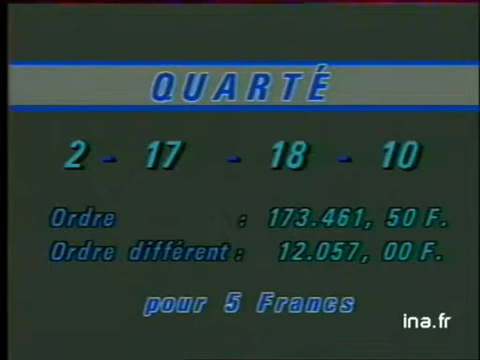 QUARTÉ
2 - 17 - 18 - 10
Ordre : 173.461, 50 F.
Ordre différent : 12.057, 00 F.
pour 5 Francs
ina.fr